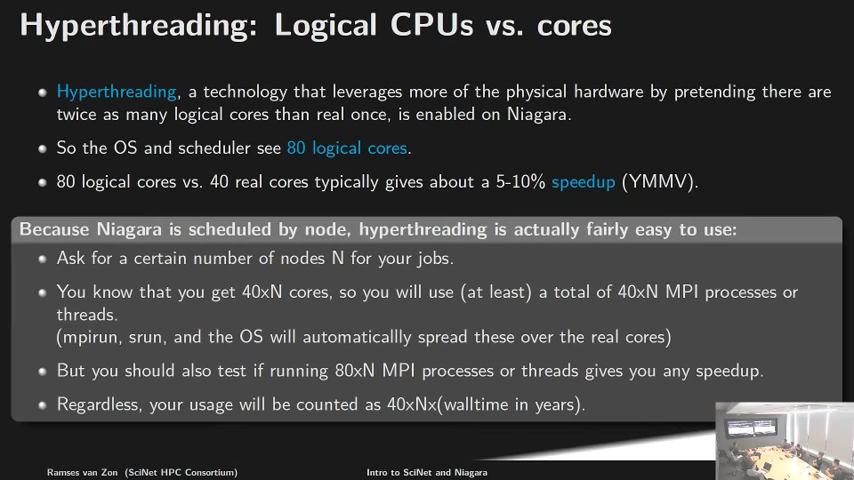 Hyperthreading: Logical CPUs vs. cores
Hyperthreading, a technology that leverages more of the physical hardware by pretending there are
twice as many logical cores than real once, is enabled on Niagara.
So the OS and scheduler see 80 logical cores.
80 logical cores vs. 40 real cores typically gives about a 5-10% speedup (YMMV).
Because Niagara is scheduled by node, hyperthreading is actually fairly easy to use:
Ask for a certain number of nodes N for your jobs.
You know that you get 40xN cores, so you will use (at least) a total of 40xN MPI processes or
threads.
(mpirun, srun, and the OS will automaticallly spread these over the real cores)
But you should also test if running 80xN MPI processes or threads gives you any speedup.
Regardless, your usage will be counted as 40xNx(walltime in years).
Ramses van Zon (SciNet HPC Consortium)
Intro to SciNet and Niagara